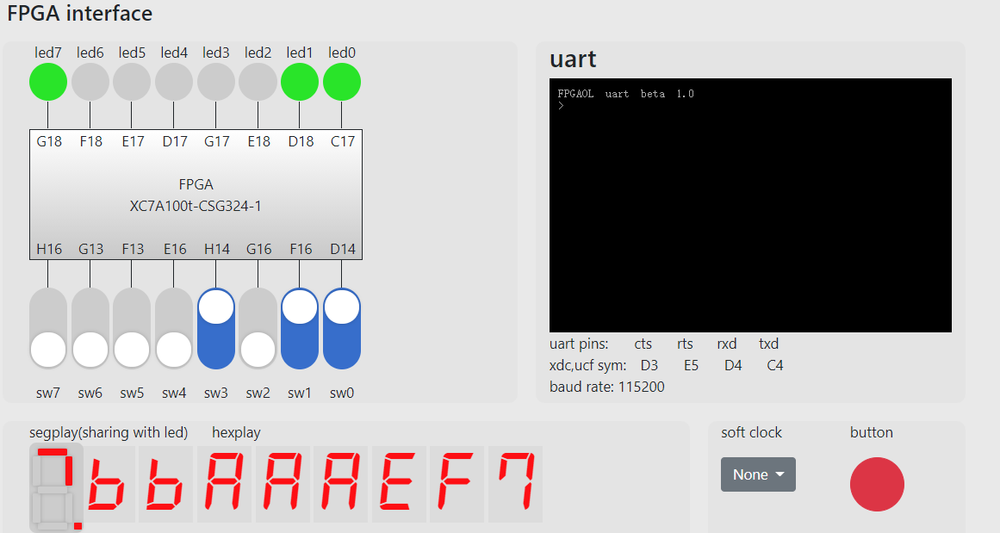 FPGA interface
led7 led6 led5 led4 led3 led2 led1 led0
G18 F18 E17 D17 G17 E18 D18 C17
FPGA
XC7A100t-CSG324-1
H16 G13 F13 E16 H14 G16 F16 D14
sw7 sw6 sw5 sw4 sw3 sw2 sw1 sw0
uart
FPGAOL uart beta 1.0
>
uart pins: cts rts rxd txd
xdc,ucf sym: D3 E5 D4 C4
baud rate: 115200
segplay(sharing with led) hexplay
bbAAAEF7
soft clock button
None